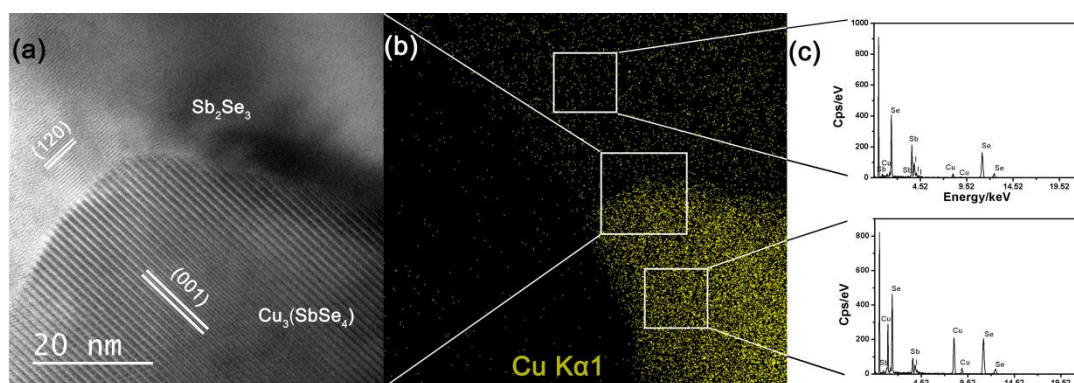 (a)
Sb₂Se₃
(120)
(001)
Cu₃(SbSe₄)
20 nm
(b)
Cu Kα1
(c)
1000
800
600
400
200
0
Cps/eV
Se
Sb
Cu
Sb
Sb
Cu
Cu
Se
Se
4.52 9.52 14.52 19.52
Energy/keV
800
600
400
200
0
Cps/eV
Se
Cu
Sb
Sb
Cu
Cu
Se
Se
4.52 9.52 14.52 19.52